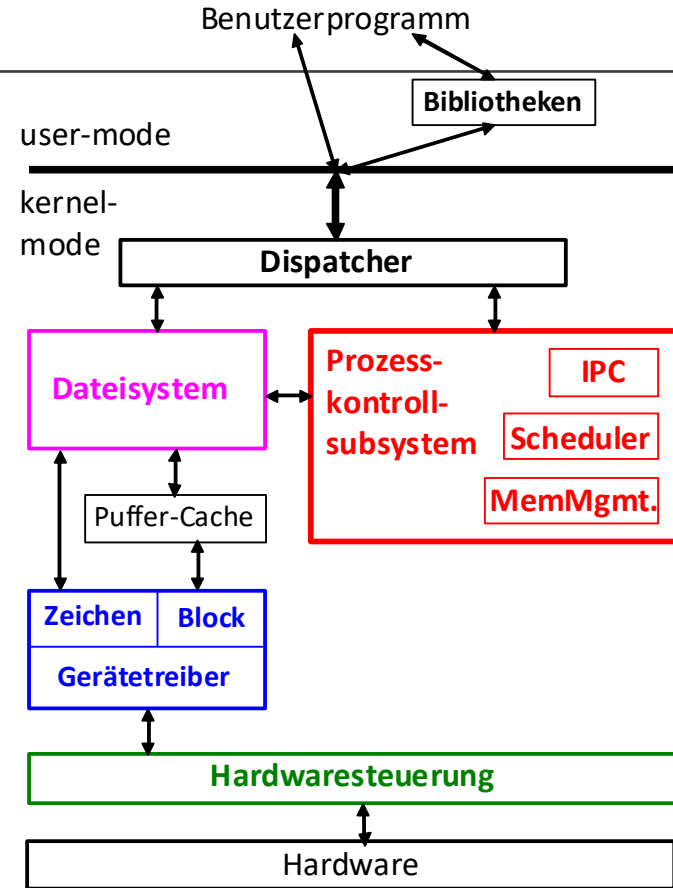 Benutzerprogramm
Bibliotheken
user-mode
kernel-
mode
Dispatcher
Dateisystem
Prozess-
kontroll-
subsystem
IPC
Scheduler
MemMgmt.
Puffer-Cache
Zeichen
Block
Gerätetreiber
Hardwaresteuerung
Hardware